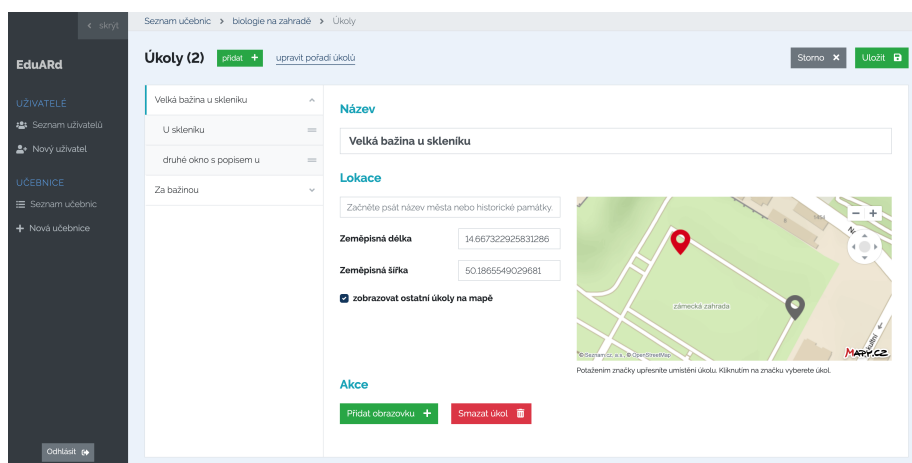 skrýt
Seznam učebnic > biologie na zahradě > Úkoly
EduARd
Úkoly (2)
přidat +
upravit pořadí úkolů
Storno ×
Uložit
UŽIVATELÉ
Seznam uživatelů
Nový uživatel
UČEBNICE
Seznam učebnic
Nová učebnice
Odhlásit
Velká bažina u skleníku
U skleníku
druhé okno s popisem u
Za bažinou
Název
Velká bažina u skleníku
Lokace
Začněte psát název města nebo historické památky.
Zeměpisná délka
14.667322925831286
Zeměpisná šířka
50.1865549029681
zobrazovat ostatní úkoly na mapě
zámecká zahrada
© Seznam.cz, a.s., © OpenStreetMap
MAPY.CZ
Potažením značky upřesníte umístění úkolu. Kliknutím na značku vyberete úkol.
Akce
Přidat obrazovku +
Smazat úkol